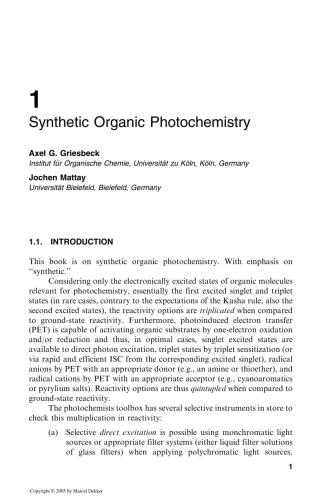 1
Synthetic Organic Photochemistry
Axel G. Griesbeck
Institut für Organische Chemie, Universität zu Köln, Köln, Germany
Jochen Mattay
Universität Bielefeld, Bielefeld, Germany
1.1. INTRODUCTION
This book is on synthetic organic photochemistry. With emphasis on
“synthetic.”
Considering only the electronically excited states of organic molecules
relevant for photochemistry, essentially the first excited singlet and triplet
states (in rare cases, contrary to the expectations of the Kasha rule, also the
second excited states), the reactivity options are triplicated when compared
to ground-state reactivity. Furthermore, photoinduced electron transfer
(PET) is capable of activating organic substrates by one-electron oxidation
and/or reduction and thus, in optimal cases, singlet excited states are
available to direct photon excitation, triplet states by triplet sensitization (or
via rapid and efficient ISC from the corresponding excited singlet), radical
anions by PET with an appropriate donor (e.g., an amine or thioether), and
radical cations by PET with an appropriate acceptor (e.g., cyanoaromatics
or pyrylium salts). Reactivity options are thus quintupled when compared to
ground-state reactivity.
The photochemists toolbox has several selective instruments in store to
check this multiplication in reactivity:
(a) Selective direct excitation is possible using monochromatic light
sources or appropriate filter systems (either liquid filter solutions
of glass filters) when applying polychromatic light sources.
1
Copyright © 2005 by Marcel Dekker